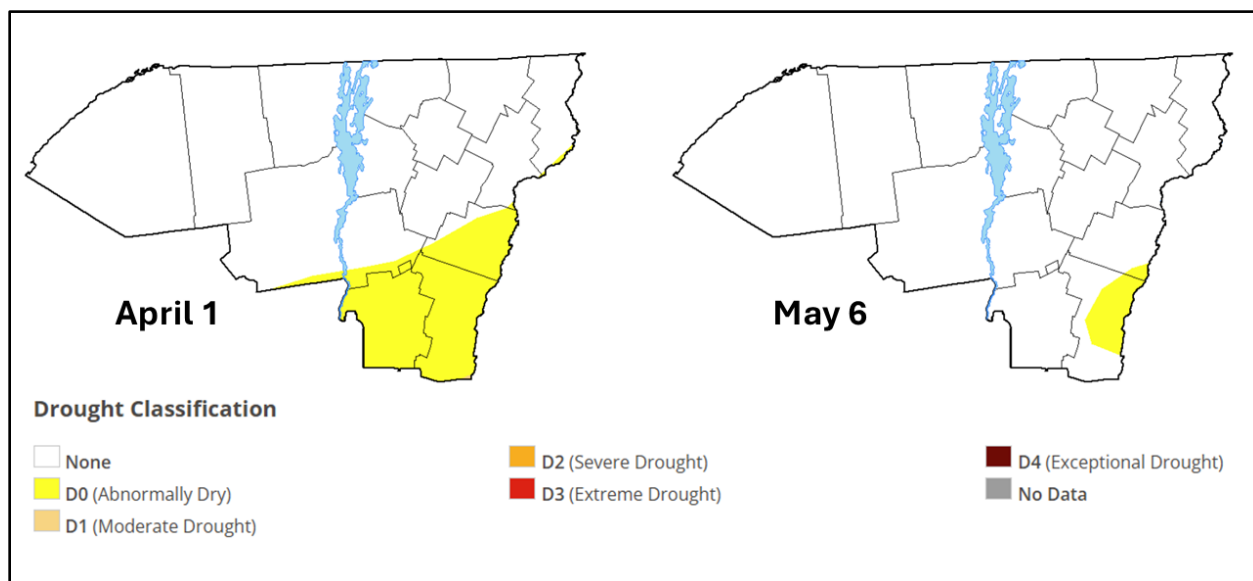 April 1
May 6
Drought Classification
None
D0 (Abnormally Dry)
D1 (Moderate Drought)
D2 (Severe Drought)
D3 (Extreme Drought)
D4 (Exceptional Drought)
No Data